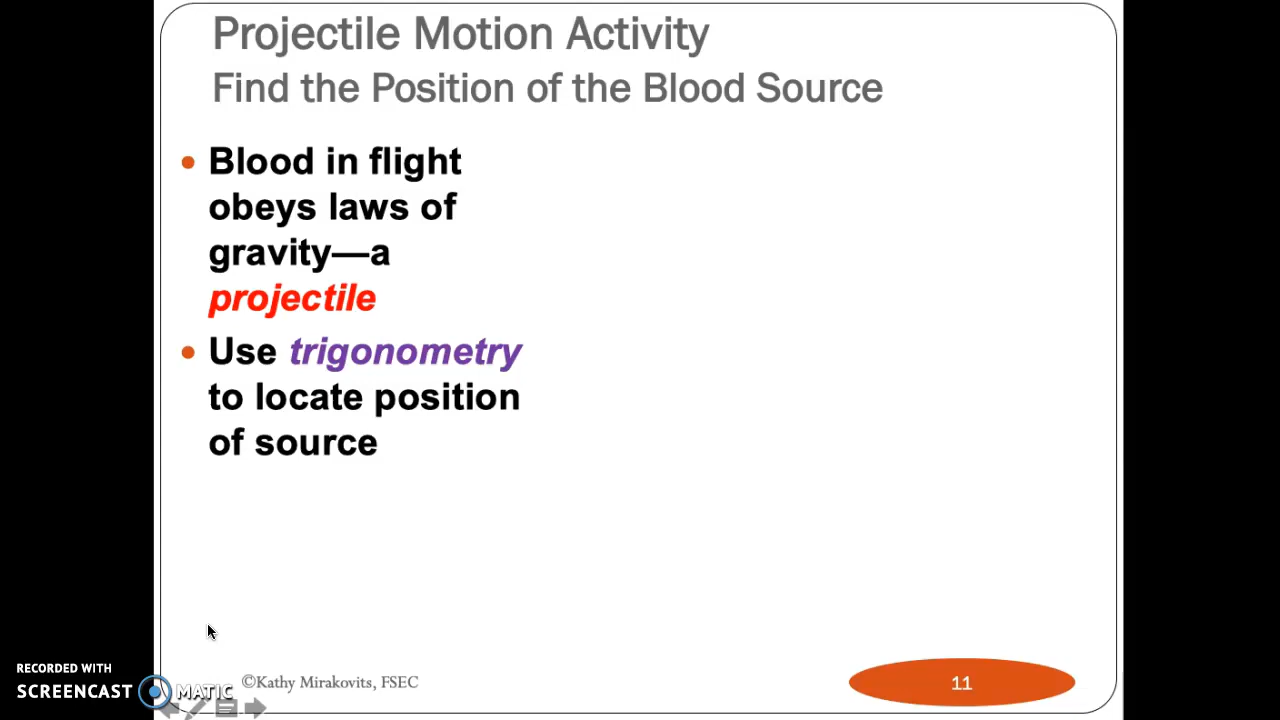 Projectile Motion Activity
Find the Position of the Blood Source
• Blood in flight
obeys laws of
gravity—a
projectile
• Use trigonometry
to locate position
of source
RECORDED WITH
SCREENCAST MATIC
©Kathy Mirakovits, FSEC
11